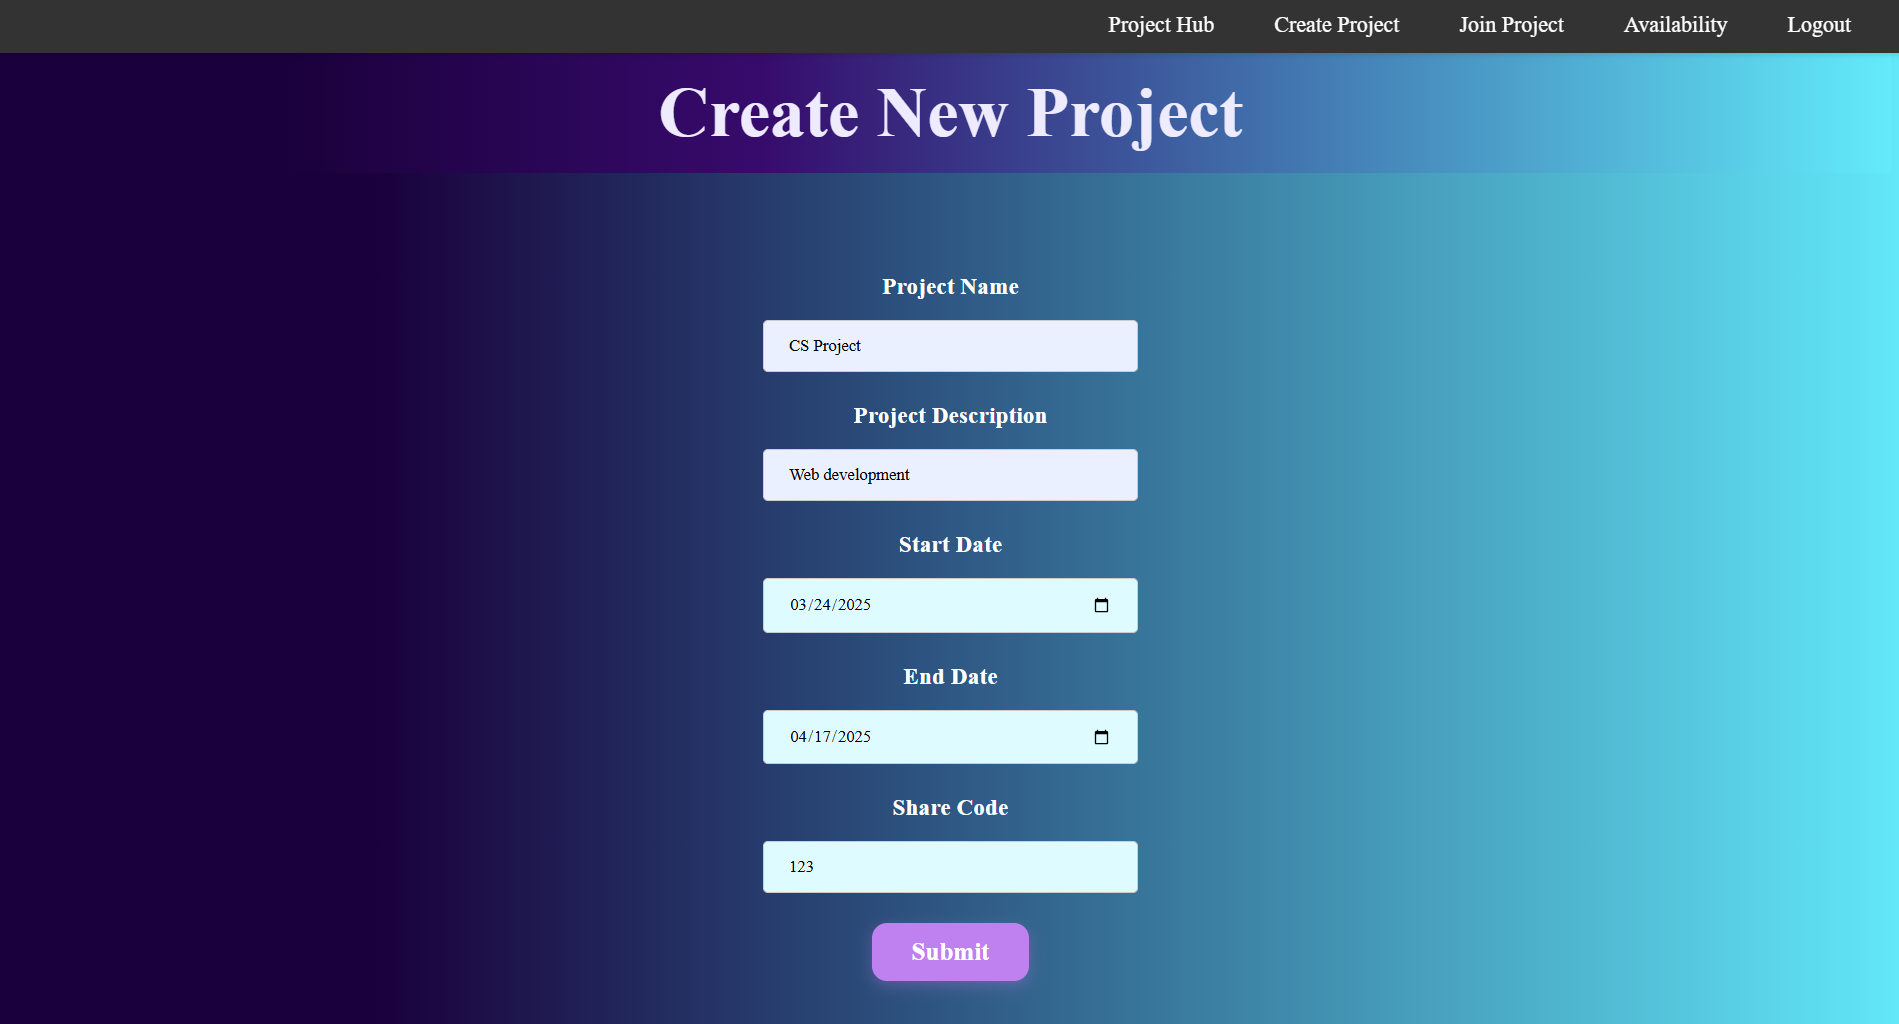 Project Hub Create Project Join Project Availability Logout
Create New Project
Project Name
CS Project
Project Description
Web development
Start Date
03/24/2025
End Date
04/17/2025
Share Code
123
Submit